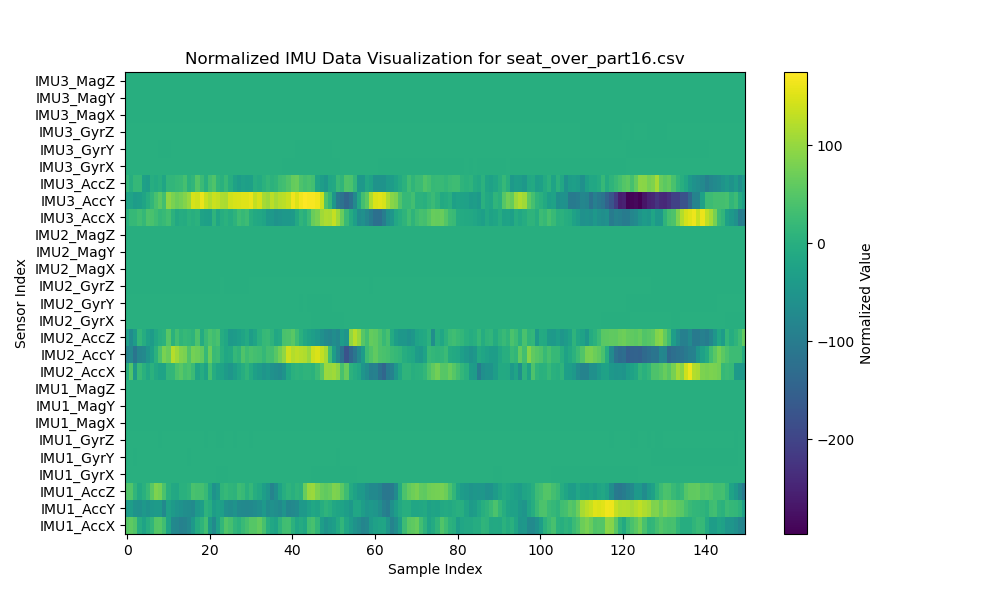 Normalized IMU Data Visualization for seat_over_part16.csv
IMU3_MagZ
IMU3_MagY
IMU3_MagX
IMU3_GyrZ
IMU3_GyrY
IMU3_GyrX
IMU3_AccZ
IMU3_AccY
IMU3_AccX
IMU2_MagZ
IMU2_MagY
IMU2_MagX
IMU2_GyrZ
IMU2_GyrY
IMU2_GyrX
IMU2_AccZ
IMU2_AccY
IMU2_AccX
IMU1_MagZ
IMU1_MagY
IMU1_MagX
IMU1_GyrZ
IMU1_GyrY
IMU1_GyrX
IMU1_AccZ
IMU1_AccY
IMU1_AccX
Sensor Index
0 20 40 60 80 100 120 140
Sample Index
100
0
−100
−200
Normalized Value